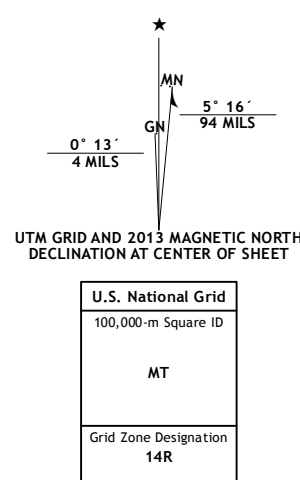 ★
MN
GN
5° 16´
94 MILS
0° 13´
4 MILS
UTM GRID AND 2013 MAGNETIC NORTH
DECLINATION AT CENTER OF SHEET
U.S. National Grid
100,000-m Square ID
MT
Grid Zone Designation
14R